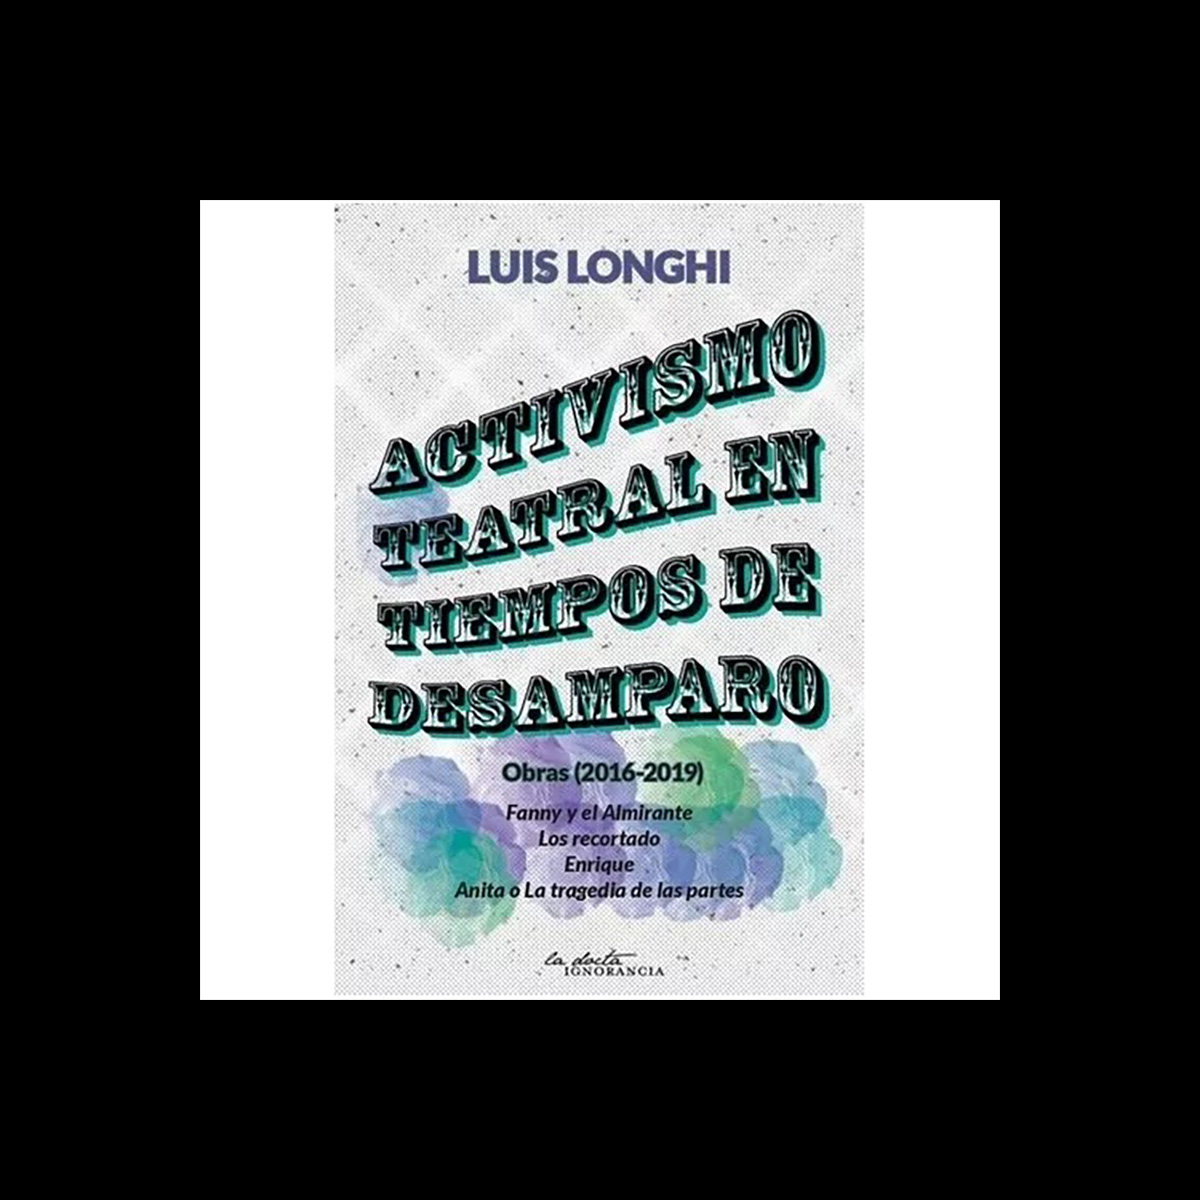 LUIS LONGHI
ACTIVISMO
TEATRAL EN
TIEMPOS DE
DESAMPARO
Obras (2016-2019)
Fanny y el Almirante
Los recortado
Enrique
Anita o La tragedia de las partes
la docta
IGNORANCIA